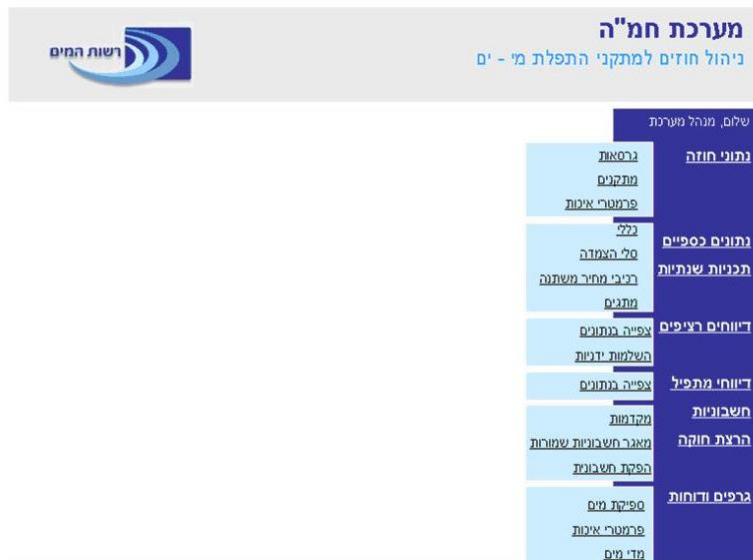 מערכת חמ"ה
ניהול חוזים למתקני התפלת מי - ים
רשות המים
שלום, מנהל מערכת
נתוני חוזה
גרסאות
מתקנים
פרמטרי איכות
נתונים כספיים
כללי
סלי הצמדה
תכניות שנתיות
רכיבי מחיר משתנה
מתגים
דיווחים רציפים
צפייה בנתונים
השלמות ידניות
דיווחי מתפיל
צפייה בנתונים
חשבוניות
מקדמות
הרצת חוקה
מאגר חשבוניות שמורות
הפקת חשבונית
גרפים ודוחות
ספיקת מים
פרמטרי איכות
מדי מים